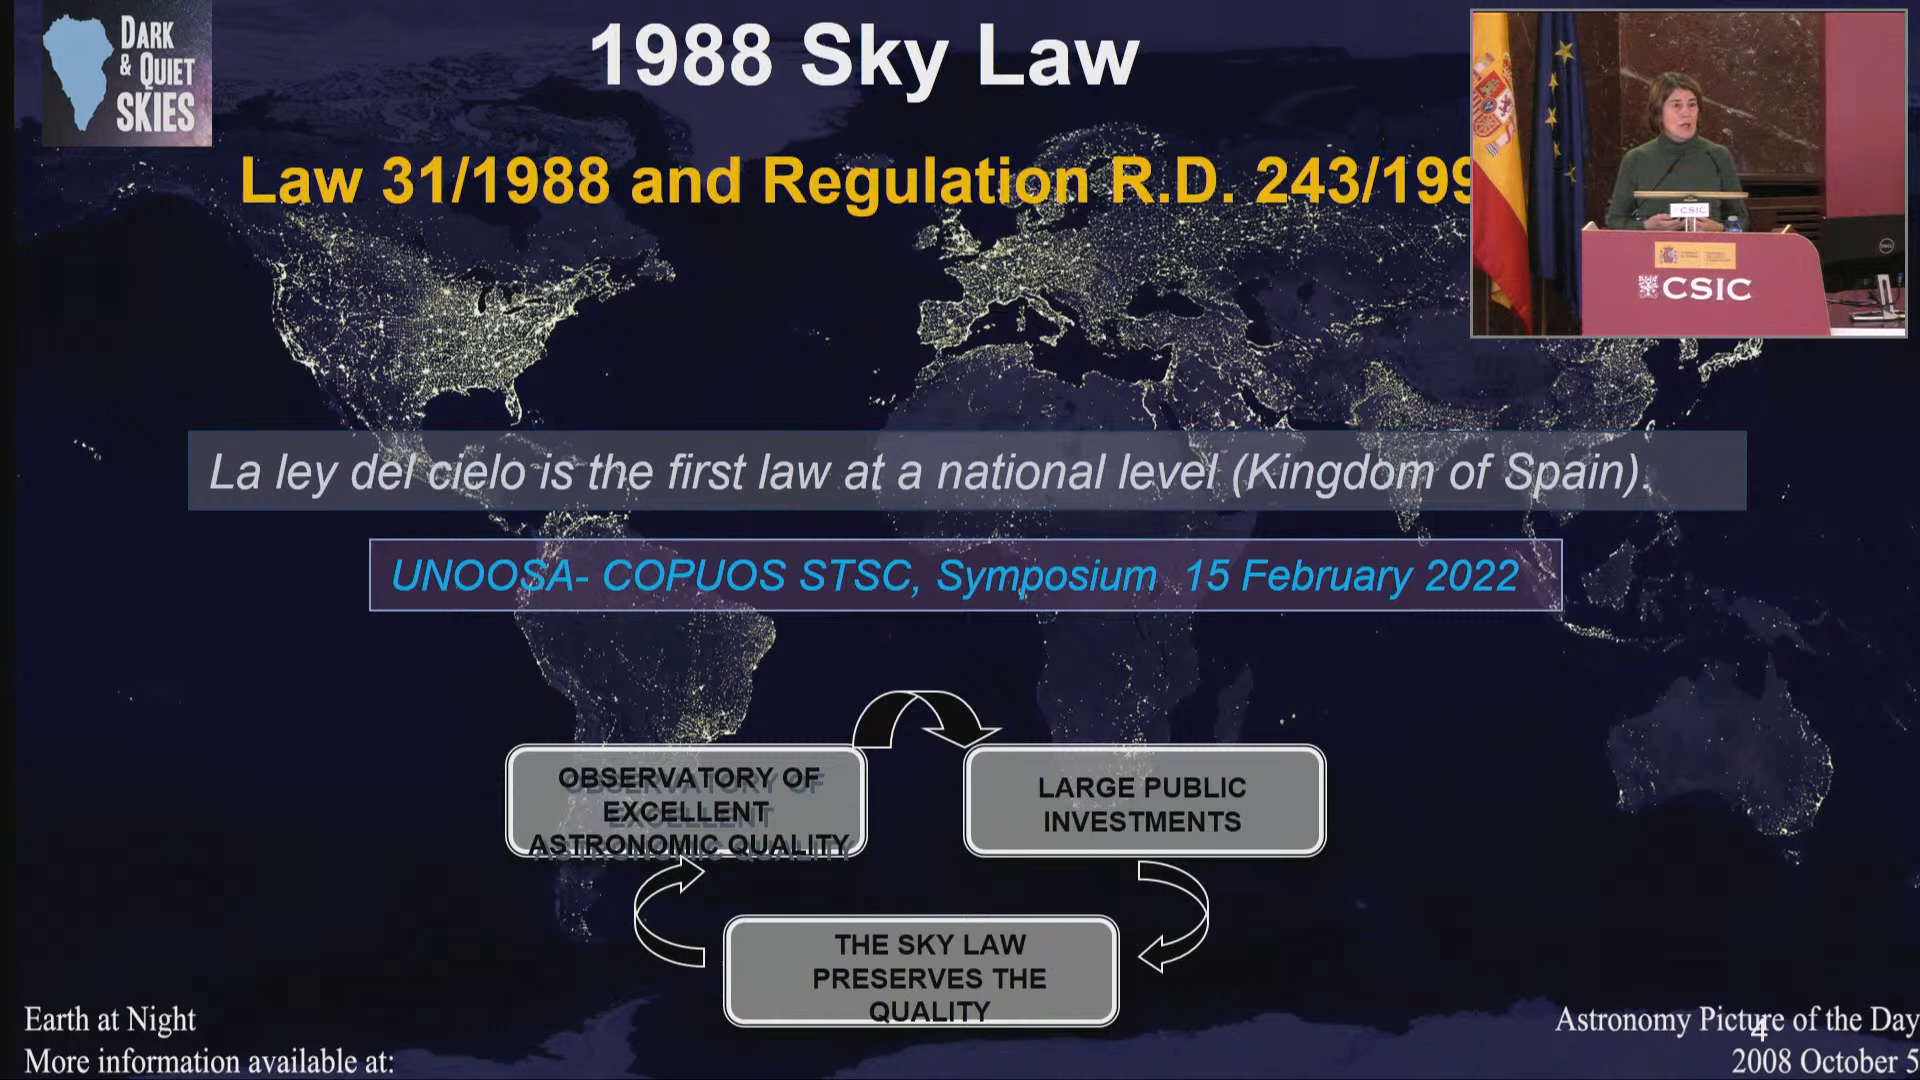 DARK
& QUIET
SKIES
1988 Sky Law
Law 31/1988 and Regulation R.D. 243/199
CSIC
CSIC
La ley del cielo is the first law at a national level (Kingdom of Spain).
UNOOSA- COPUOS STSC, Symposium 15 February 2022
OBSERVATORY OF
EXCELLENT
ASTRONOMIC QUALITY
LARGE PUBLIC
INVESTMENTS
THE SKY LAW
PRESERVES THE
QUALITY
Earth at Night
More information available at:
Astronomy Picture of the Day
4
2008 October 5